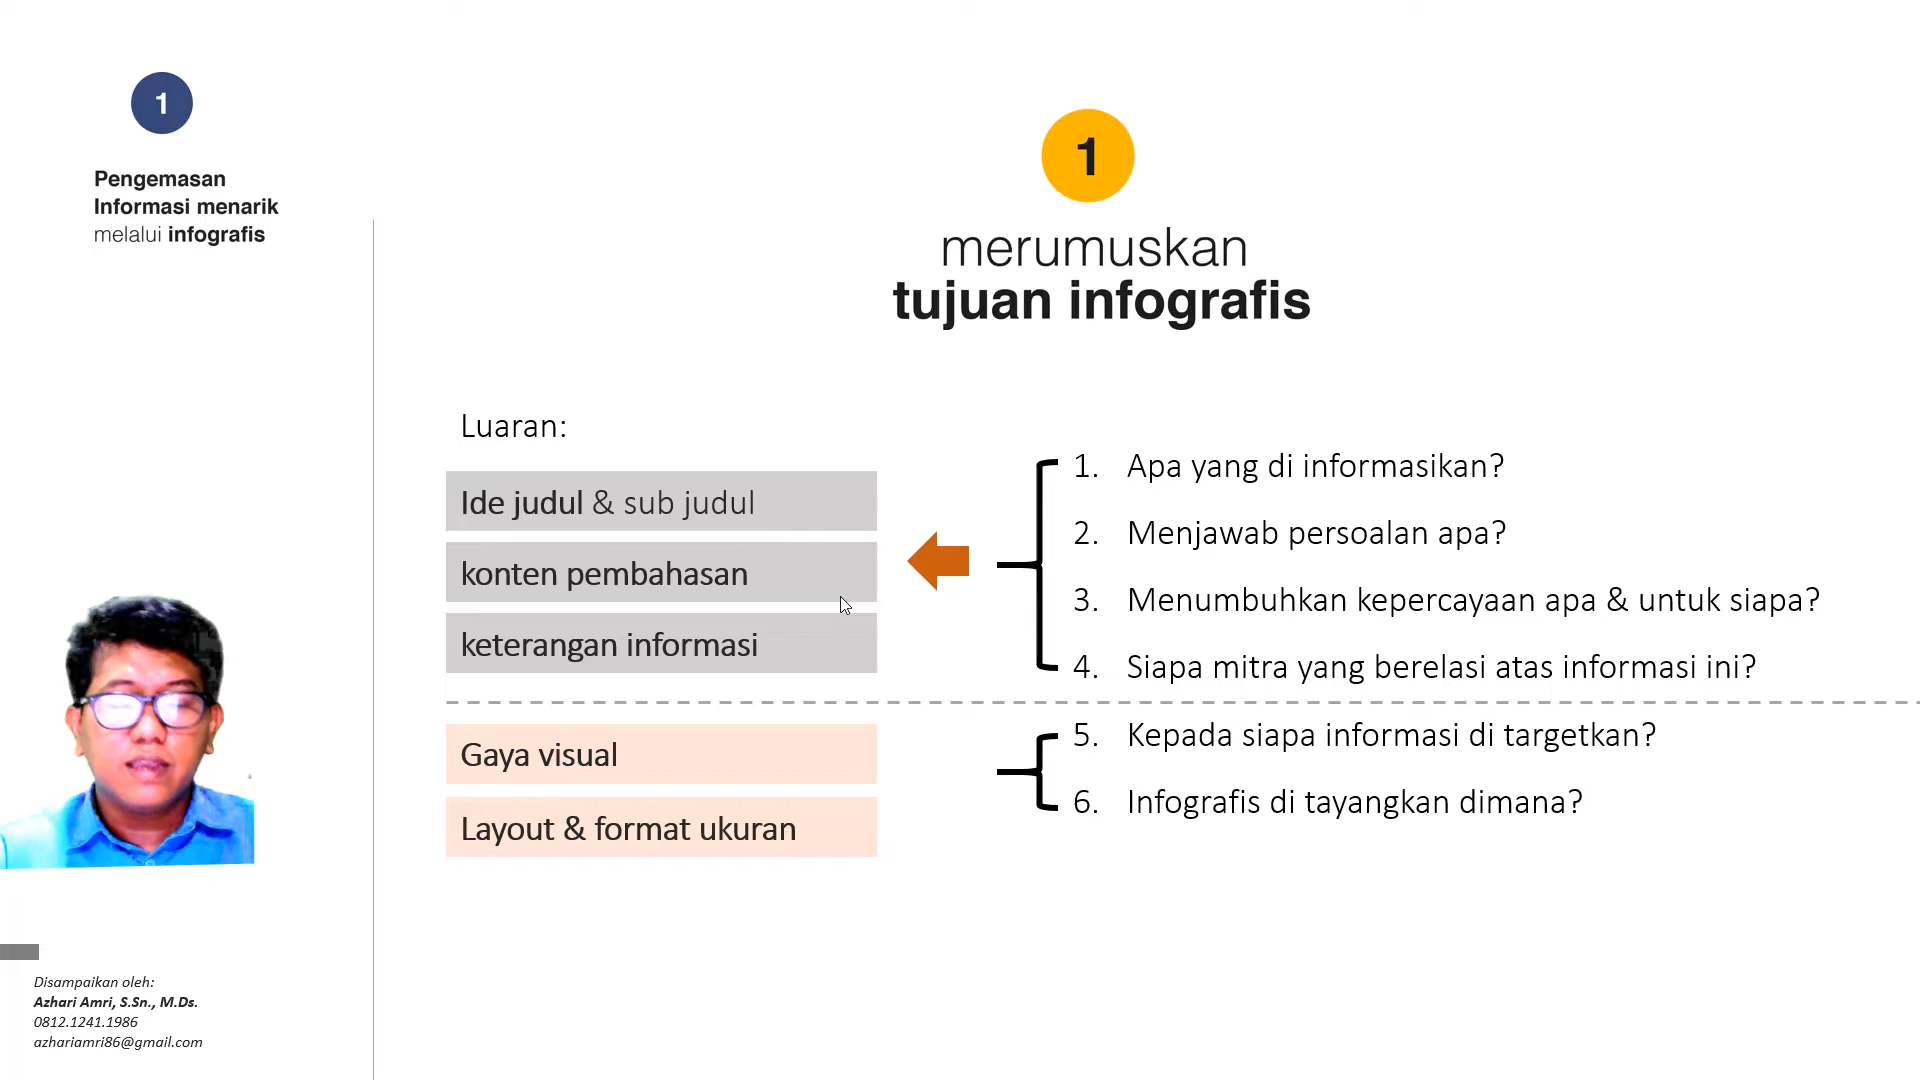 1
Pengemasan
Informasi menarik
melalui infografis
1
merumuskan
tujuan infografis
Luaran:
Ide judul & sub judul
konten pembahasan
keterangan informasi
Gaya visual
Layout & format ukuran
1. Apa yang di informasikan?
2. Menjawab persoalan apa?
3. Menumbuhkan kepercayaan apa & untuk siapa?
4. Siapa mitra yang berelasi atas informasi ini?
5. Kepada siapa informasi di targetkan?
6. Infografis di tayangkan dimana?
Disampaikan oleh:
Azhari Amri, S.Sn., M.Ds.
0812.1241.1986
azhariamri86@gmail.com